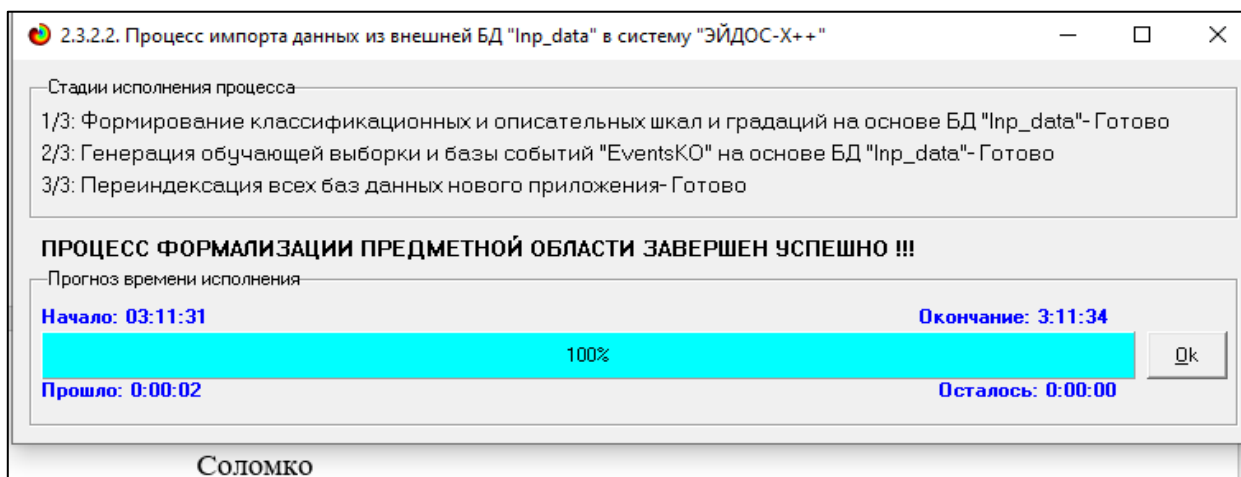 2.3.2.2. Процесс импорта данных из внешней БД "Inp_data" в систему "ЭЙДОС-X++"
Стадии исполнения процесса
1/3: Формирование классификационных и описательных шкал и градаций на основе БД "Inp_data"- Готово
2/3: Генерация обучающей выборки и базы событий "EventsKO" на основе БД "Inp_data"- Готово
3/3: Переиндексация всех баз данных нового приложения- Готово
ПРОЦЕСС ФОРМАЛИЗАЦИИ ПРЕДМЕТНОЙ ОБЛАСТИ ЗАВЕРШЕН УСПЕШНО !!!
Прогноз времени исполнения
Начало: 03:11:31 Окончание: 3:11:34
100% Ok
Прошло: 0:00:02 Осталось: 0:00:00
Соломко